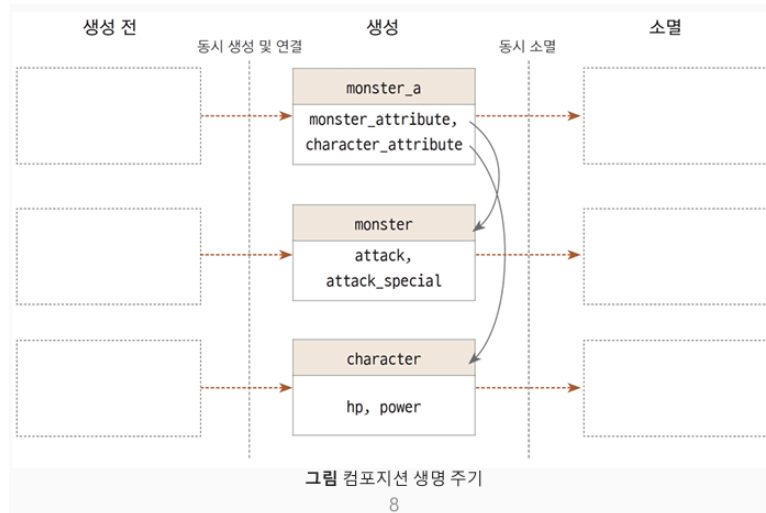 생성 전
생성
소멸
동시 생성 및 연결
동시 소멸
monster_a
monster_attribute,
character_attribute
monster
attack,
attack_special
character
hp, power
그림 컴포지션 생명 주기
8